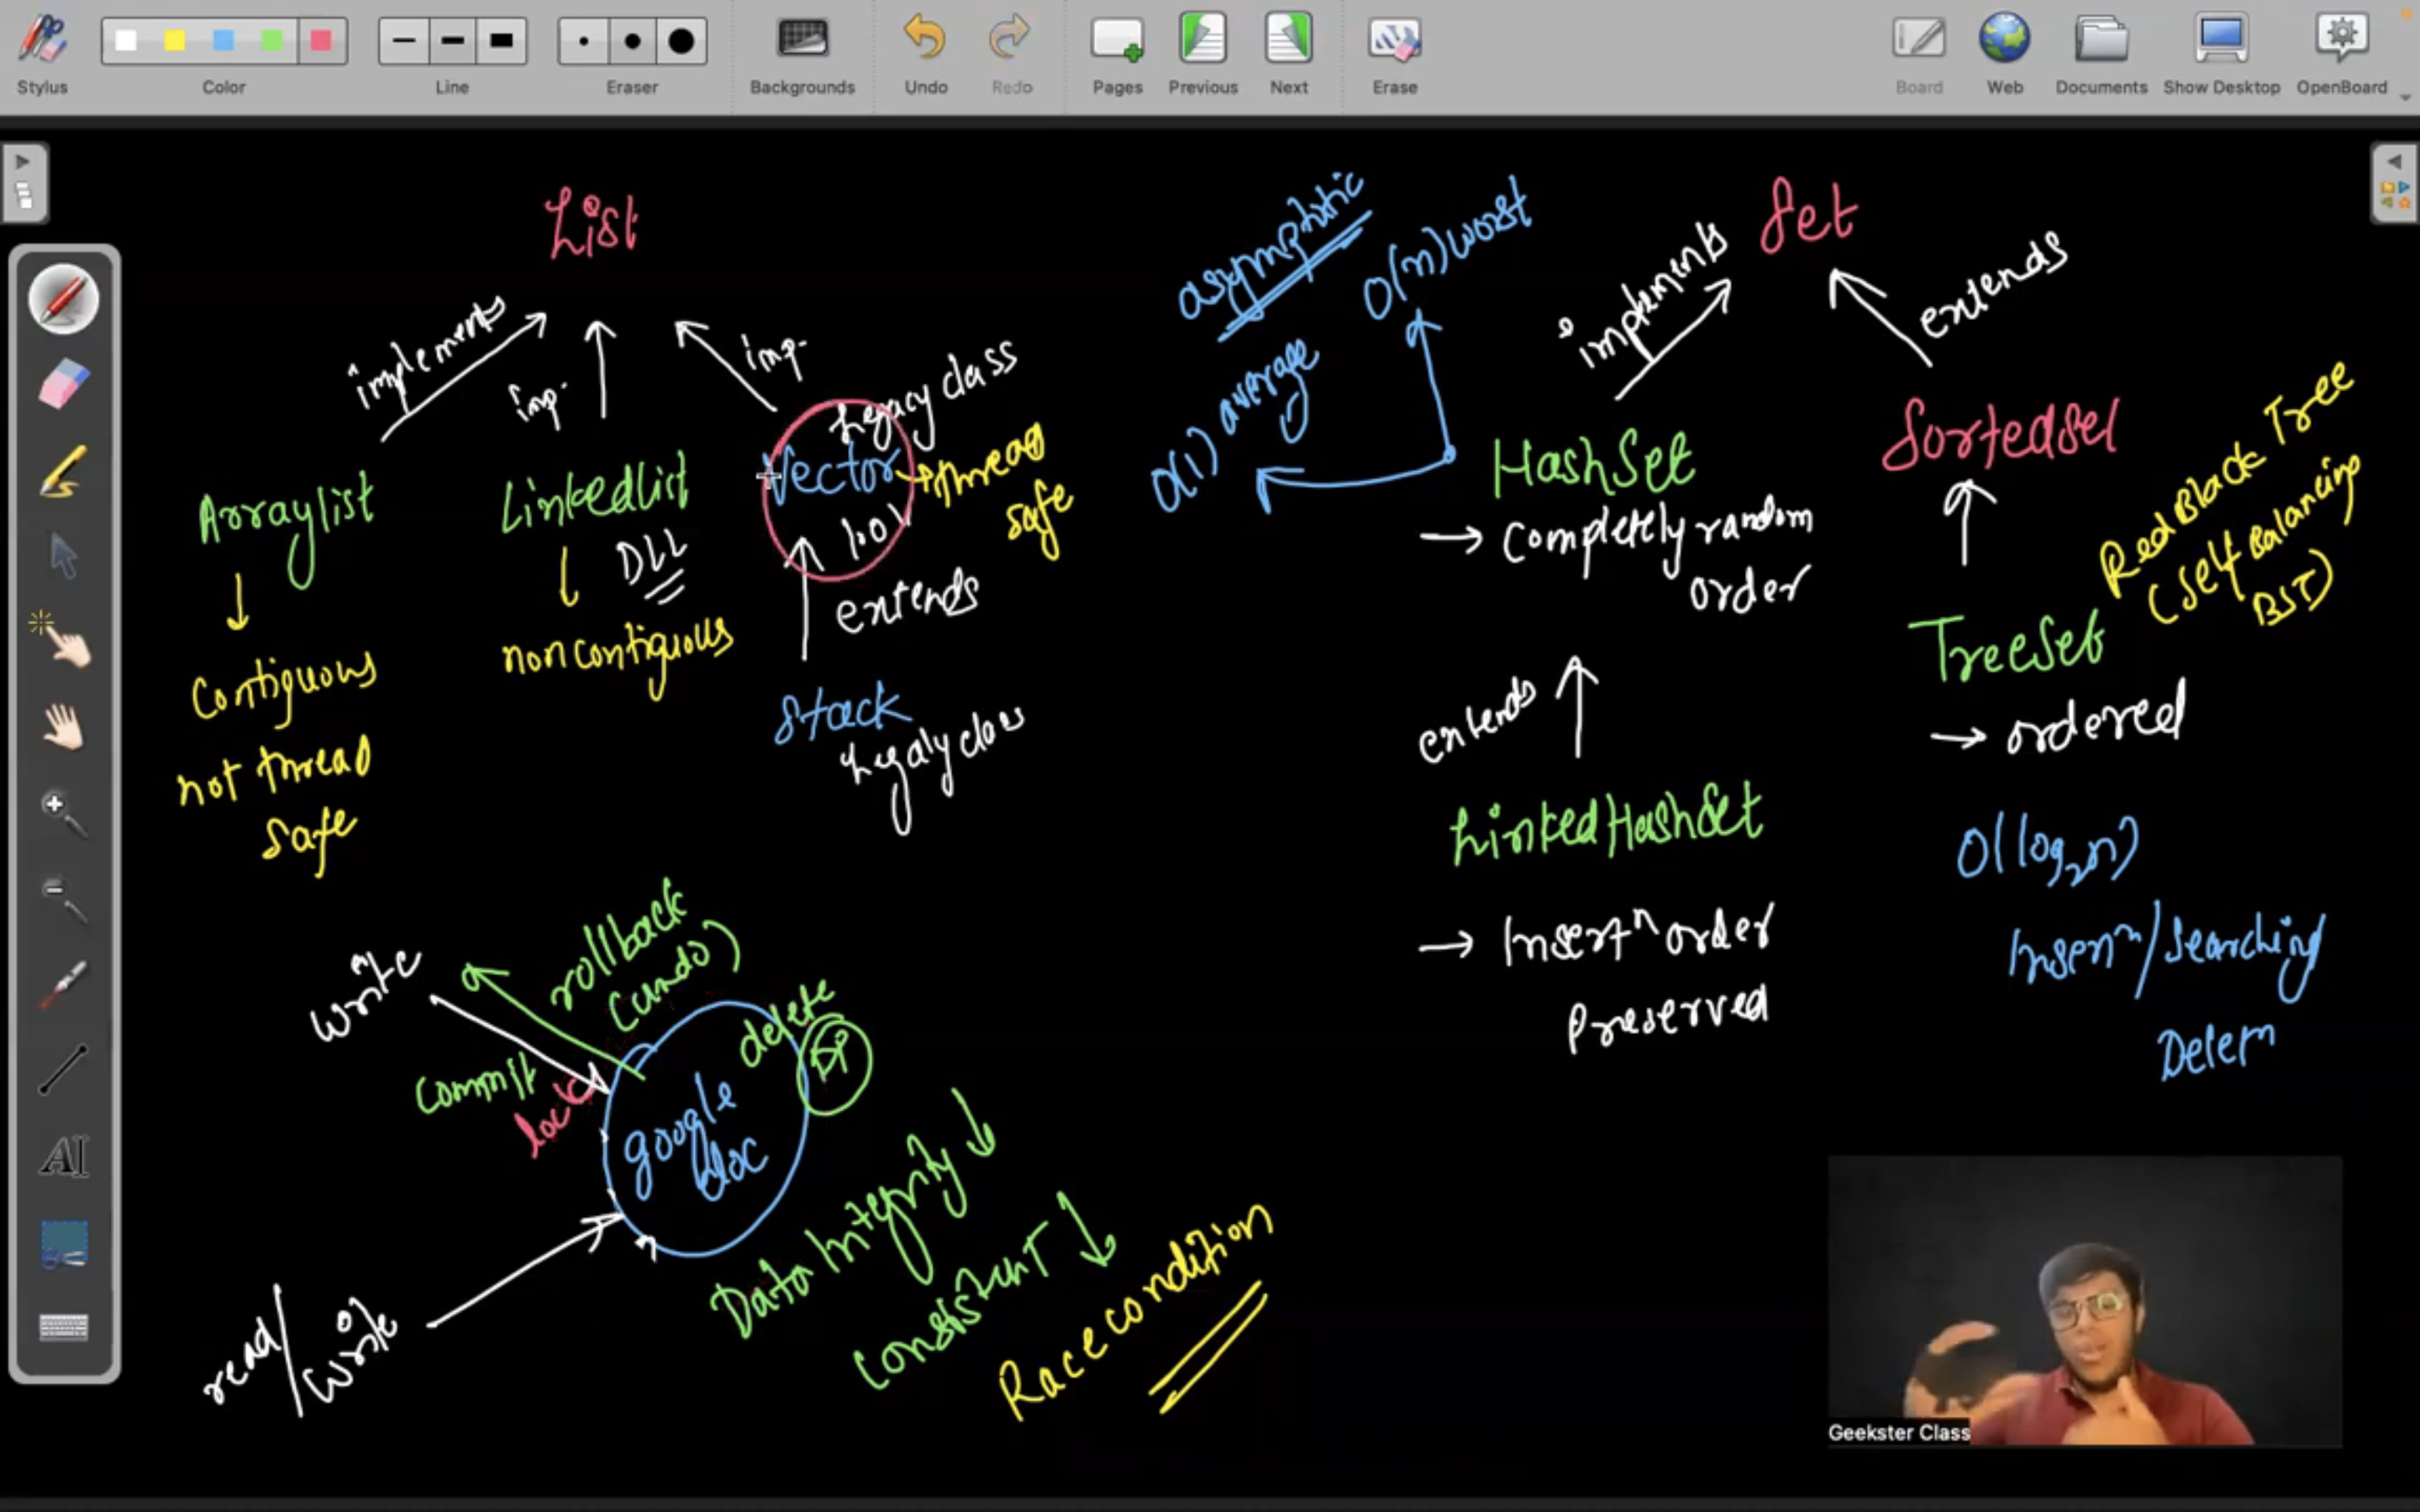 Stylus
Color
Line
Eraser
Backgrounds
Undo
Redo
Pages
Previous
Next
Erase
Board
Web
Documents
Show Desktop
OpenBoard
List
implements
imp.
imp.
Arraylist
↓
Contiguous
not thread
safe
Linkedlist
DLL
↓
non contiguous
Legacy class
Vector → thread
safe
1.0
extends
Stack
Legaly class
asymptotic
O(n) worst
O(1) average
Set
implements
extends
HashSet
→ Completely random
order
extends
LinkedHashSet
→ Insertⁿ order
Preserved
SortedSet
TreeSet
Red Black Tree
(Self Balancing
BST)
→ ordered
O(log₂n)
Inserⁿ/Searching
Deleⁿ
write
rollback
(undo)
Commit
lock
google
doc
delete
read/
write
Data Integrity ↓
Consistent ↓
Race condition
AI
Geekster Class